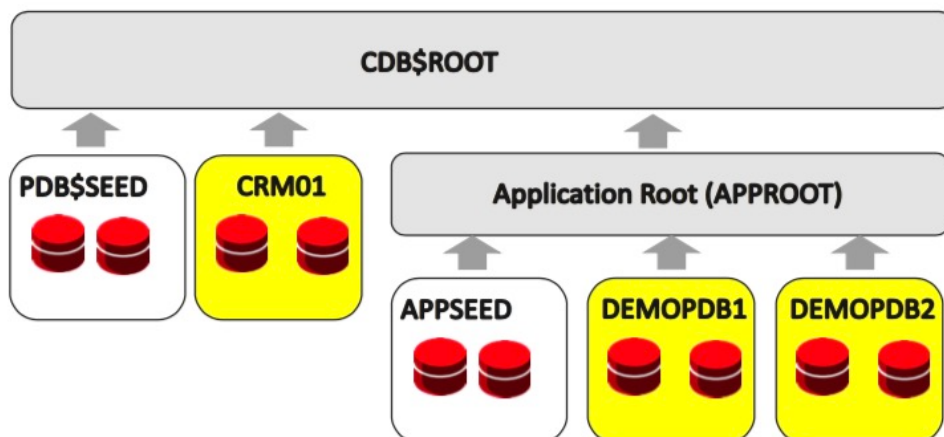 CDB$ROOT
PDB$SEED
CRM01
Application Root (APPROOT)
APPSEED
DEMOPDB1
DEMOPDB2